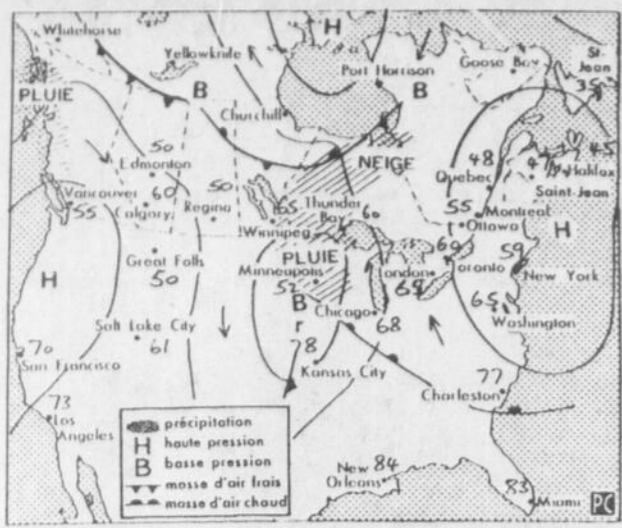 Whitehorse
H
Yellowknife
Port Harrison
Goose Bay
St-
Jean
35
PLUIE
B
B
Churchill
NEIGE
50
Edmonton
48
Quebec
47
45
Halifax
Saint-Jean
Vancouver
55
60
Calgary
50
Regina
65
Winnipeg
Thunder
Bay
60
55
Montreal
Ottawa
H
Great Falls
50
PLUIE
Minneapolis
52
London
69
60
Toronto
59
New York
H
B
r
Chicago
68
65
Washington
Salt Lake City
61
70
San Francisco
78
Kansas City
77
Charleston
73
Los
Angeles
précipitation
H haute pression
B basse pression
masse d'air frais
masse d'air chaud
New
Orleans
84
83
Miami
PC